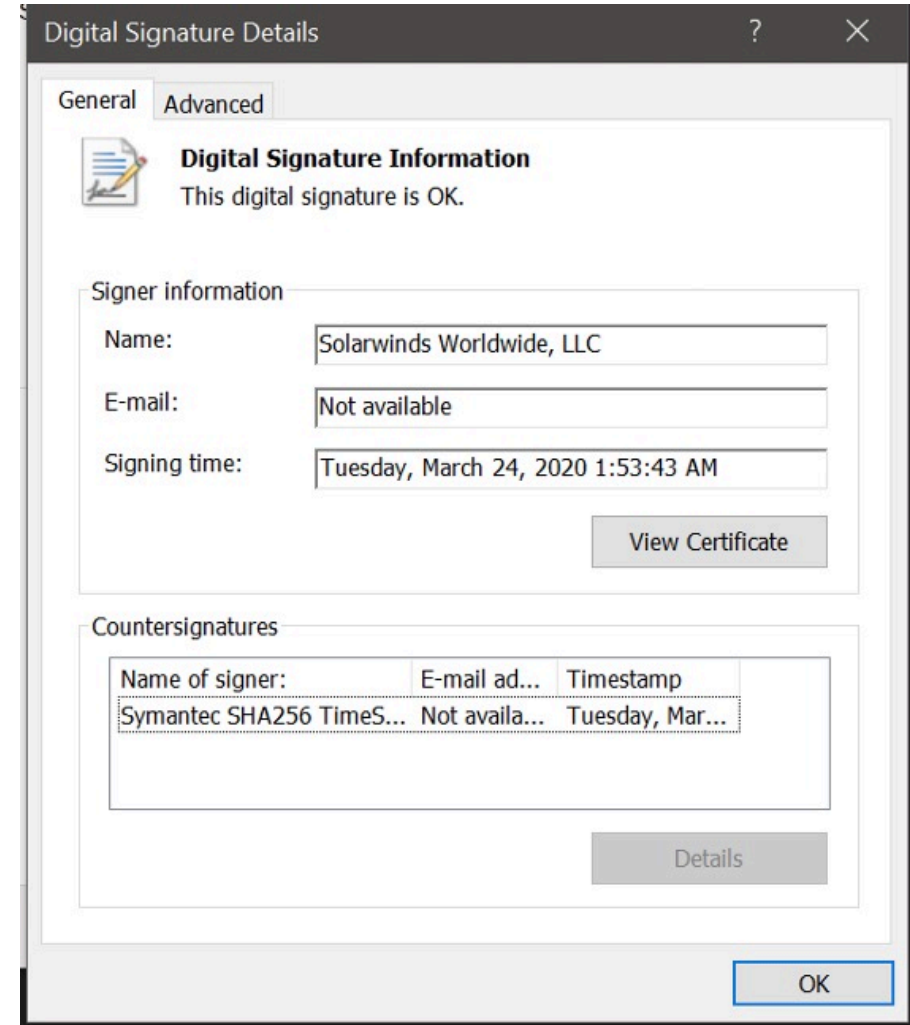 Digital Signature Details ? ×
General Advanced
Digital Signature Information
This digital signature is OK.
Signer information
Name: Solarwinds Worldwide, LLC
E-mail: Not available
Signing time: Tuesday, March 24, 2020 1:53:43 AM
View Certificate
Countersignatures
Name of signer: E-mail ad... Timestamp
Symantec SHA256 TimeS... Not availa... Tuesday, Mar...
Details
OK